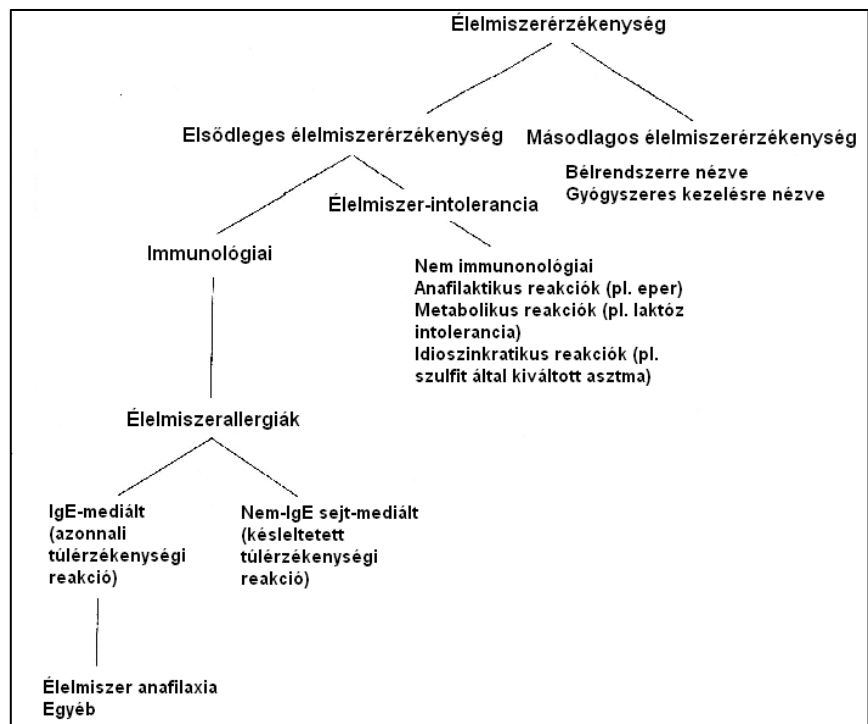 Élelmiszerérzékenység
Elsődleges élelmiszerérzékenység
Másodlagos élelmiszerérzékenység
Bélrendszerre nézve
Gyógyszeres kezelésre nézve
Élelmiszer-intolerancia
Immunológiai
Nem immunonológiai
Anafilaktikus reakciók (pl. eper)
Metabolikus reakciók (pl. laktóz
intolerancia)
Idioszinkratikus reakciók (pl.
szulfit által kiváltott asztma)
Élelmiszerallergiák
IgE-mediált
(azonnali
túlérzékenységi
reakció)
Nem-IgE sejt-mediált
(késleltetett
túlérzékenységi
reakció)
Élelmiszer anafilaxia
Egyéb